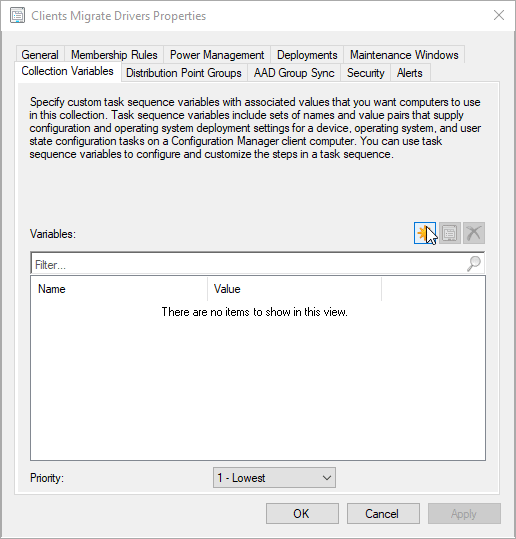 Clients Migrate Drivers Properties
General Membership Rules Power Management Deployments Maintenance Windows
Collection Variables Distribution Point Groups AAD Group Sync Security Alerts
Specify custom task sequence variables with associated values that you want computers to use
in this collection. Task sequence variables include sets of names and value pairs that supply
configuration and operating system deployment settings for a device, operating system, and user
state configuration tasks on a Configuration Manager client computer. You can use task
sequence variables to configure and customize the steps in a task sequence.
Variables:
Filter...
Name Value
There are no items to show in this view.
Priority: 1 - Lowest
OK Cancel Apply